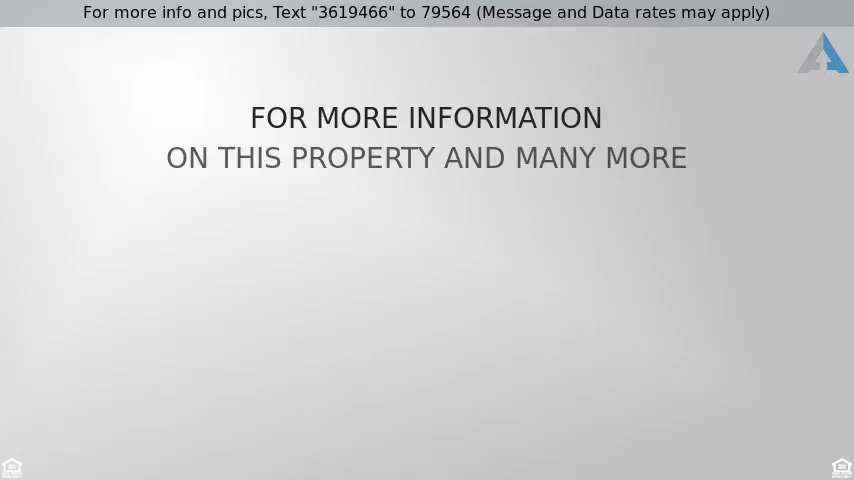 For more info and pics, Text "3619466" to 79564 (Message and Data rates may apply)
FOR MORE INFORMATION
ON THIS PROPERTY AND MANY MORE